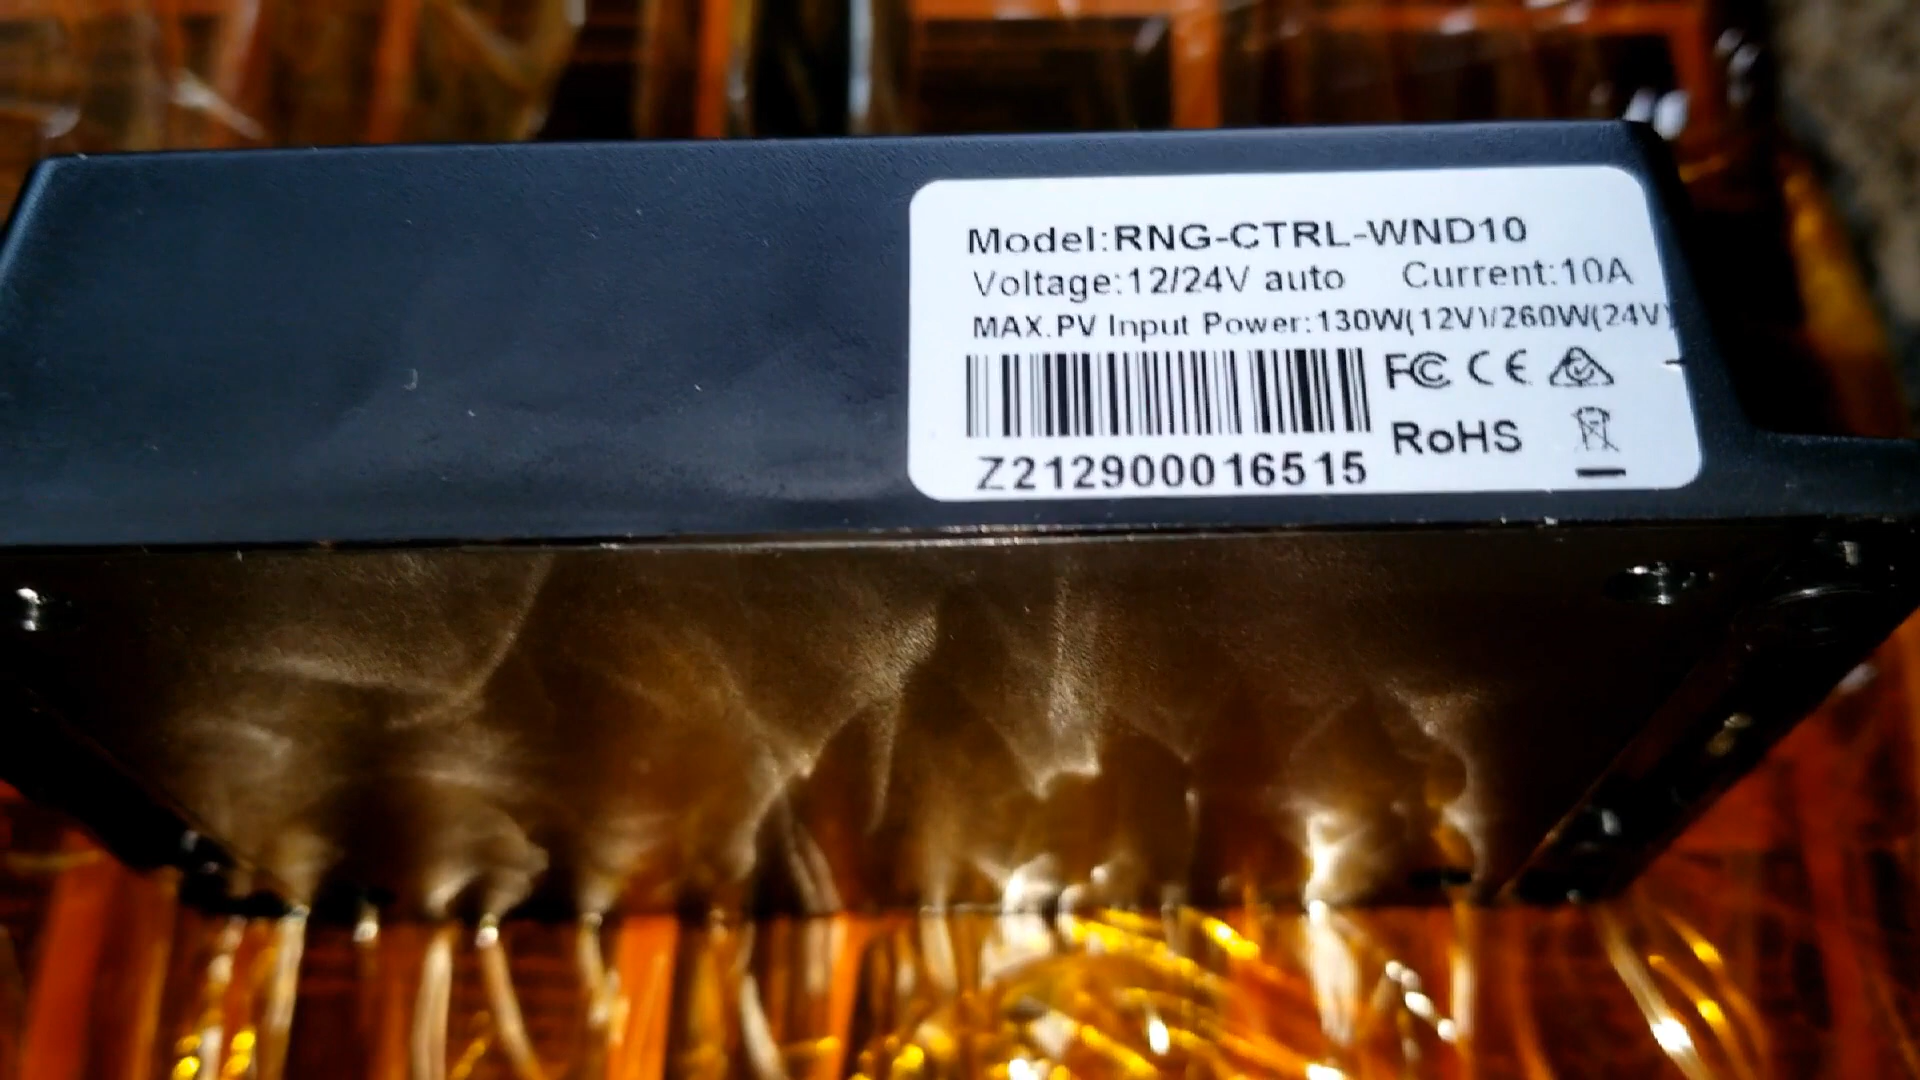 Model:RNG-CTRL-WND10
Voltage:12/24V auto Current:10A
MAX.PV Input Power:130W(12V)/260W(24V)
FC CE
RoHS
Z212900016515